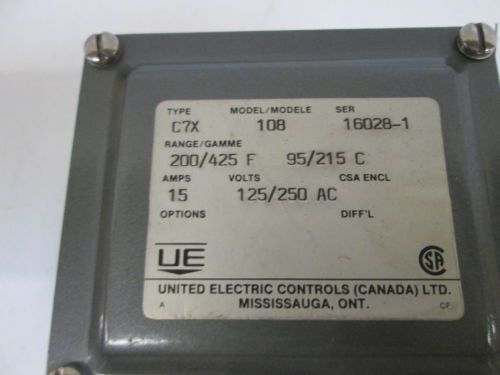 TYPE MODEL/MODELE SER
C7X 108 16028-1
RANGE/GAMME
200/425 F 95/215 C
AMPS VOLTS CSA ENCL
15 125/250 AC
OPTIONS DIFF'L
UE SA
UNITED ELECTRIC CONTROLS (CANADA) LTD.
MISSISSAUGA, ONT.
A CF